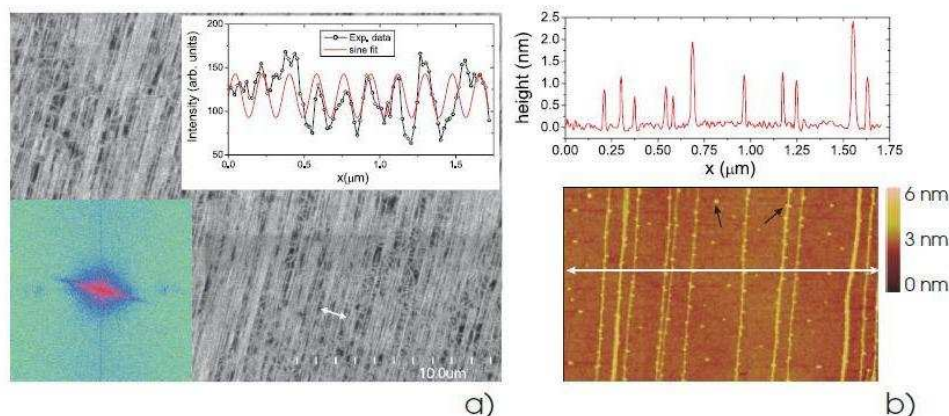 Intensity (arb. units)
200
150
100
50
Exp. data
sine fit
0.0
0.5
1.0
1.5
x(μm)
10.0um
a)
height (nm)
2.5
2.0
1.5
1.0
0.5
0.0
0.00
0.25
0.50
0.75
1.00
1.25
1.50
1.75
x (μm)
6 nm
3 nm
0 nm
b)